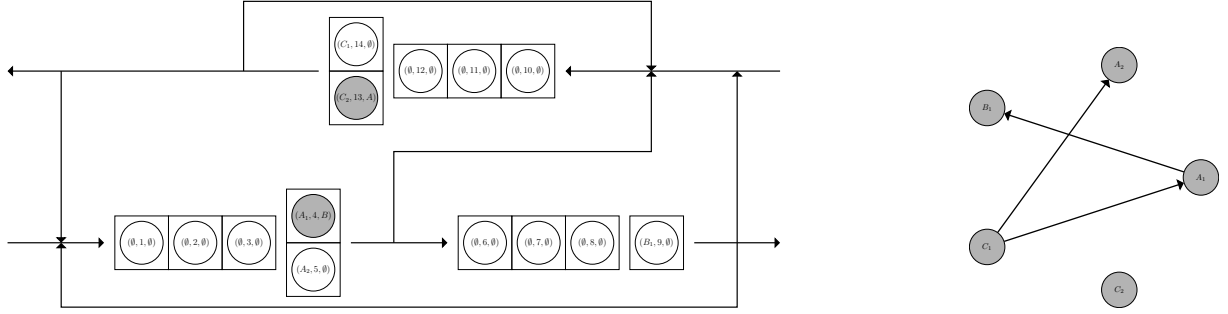 (C₁, 14, ∅)
(∅, 12, ∅) (∅, 11, ∅) (∅, 10, ∅)
(C₂, 13, A)
(A₁, 4, B)
(∅, 1, ∅) (∅, 2, ∅) (∅, 3, ∅) (∅, 6, ∅) (∅, 7, ∅) (∅, 8, ∅) (B₁, 9, ∅)
(A₂, 5, ∅)
A₂
B₁
A₁
C₁
C₂